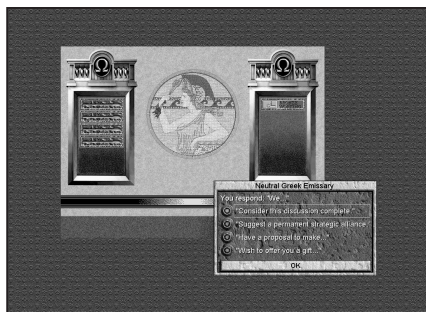 Ω
Ω
Neutral Greek Emissary
You respond: "We...
"Consider this discussion complete."
"Suggest a permanent strategic alliance.
"Have a proposal to make..."
"Wish to offer you a gift..."
OK